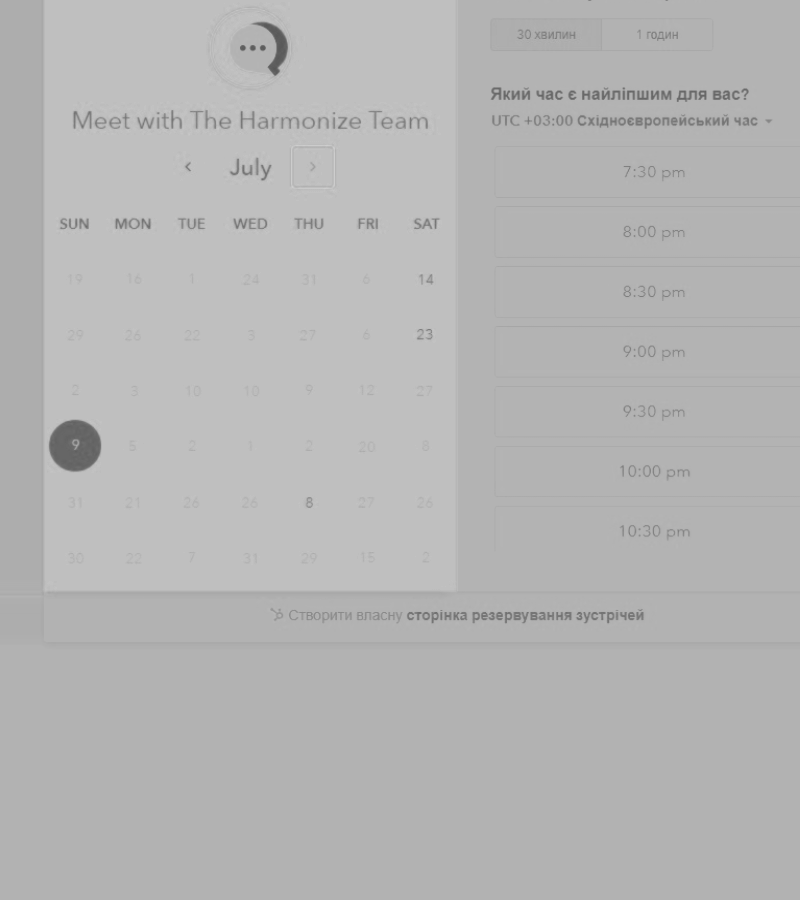 Meet with The Harmonize Team
July
SUN MON TUE WED THU FRI SAT
19 16 1 24 31 6 14
29 26 22 3 27 6 23
2 3 10 10 9 12 27
9 5 2 1 2 20 8
31 21 26 26 8 27 26
30 22 7 31 29 15 2
30 хвилин 1 годин
Який час є найліпшим для вас?
UTC +03:00 Східноєвропейський час
7:30 pm
8:00 pm
8:30 pm
9:00 pm
9:30 pm
10:00 pm
10:30 pm
Створити власну сторінка резервування зустрічей